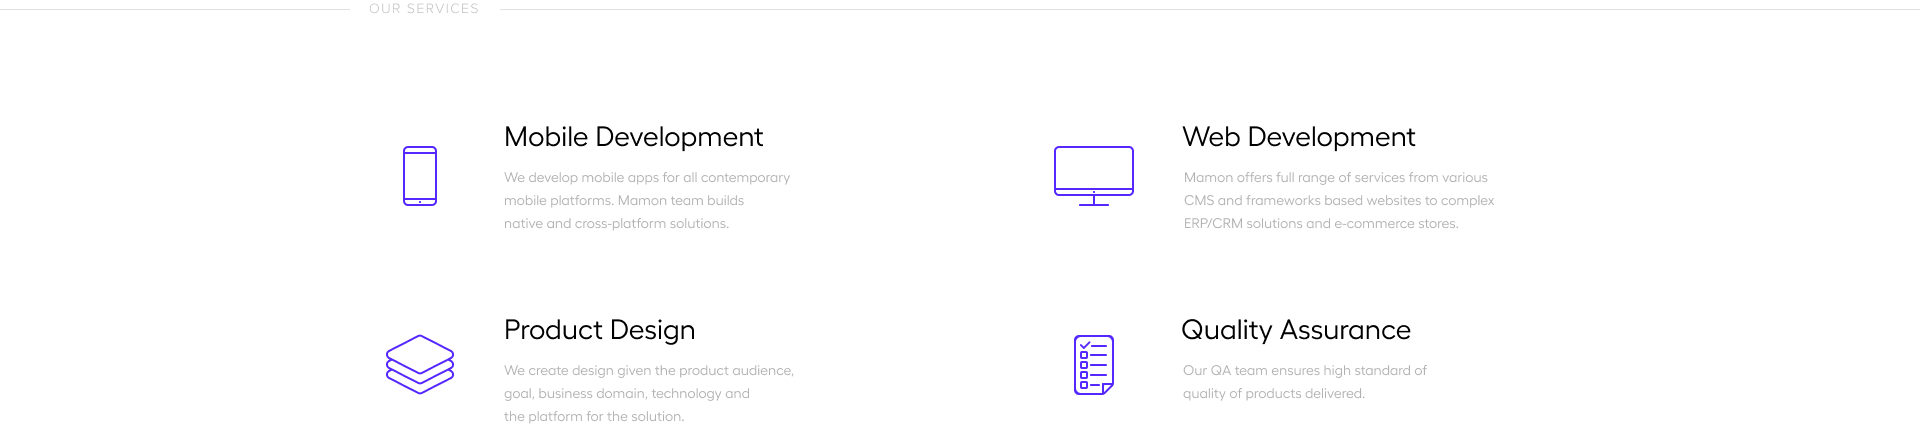 OUR SERVICES
Mobile Development
We develop mobile apps for all contemporary
mobile platforms. Mamon team builds
native and cross-platform solutions.
Web Development
Mamon offers full range of services from various
CMS and frameworks based websites to complex
ERP/CRM solutions and e-commerce stores.
Product Design
We create design given the product audience,
goal, business domain, technology and
the platform for the solution.
Quality Assurance
Our QA team ensures high standard of
quality of products delivered.